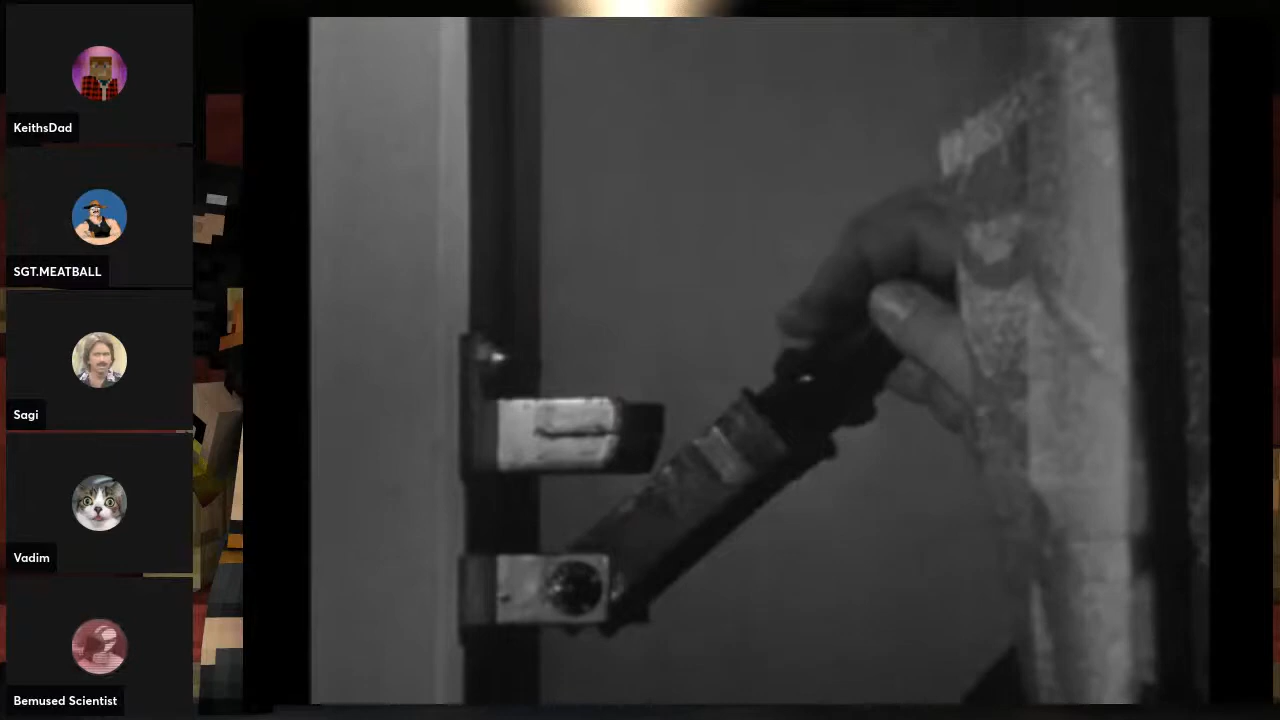 KeithsDad
SGT.MEATBALL
Sagi
Vadim
Bemused Scientist